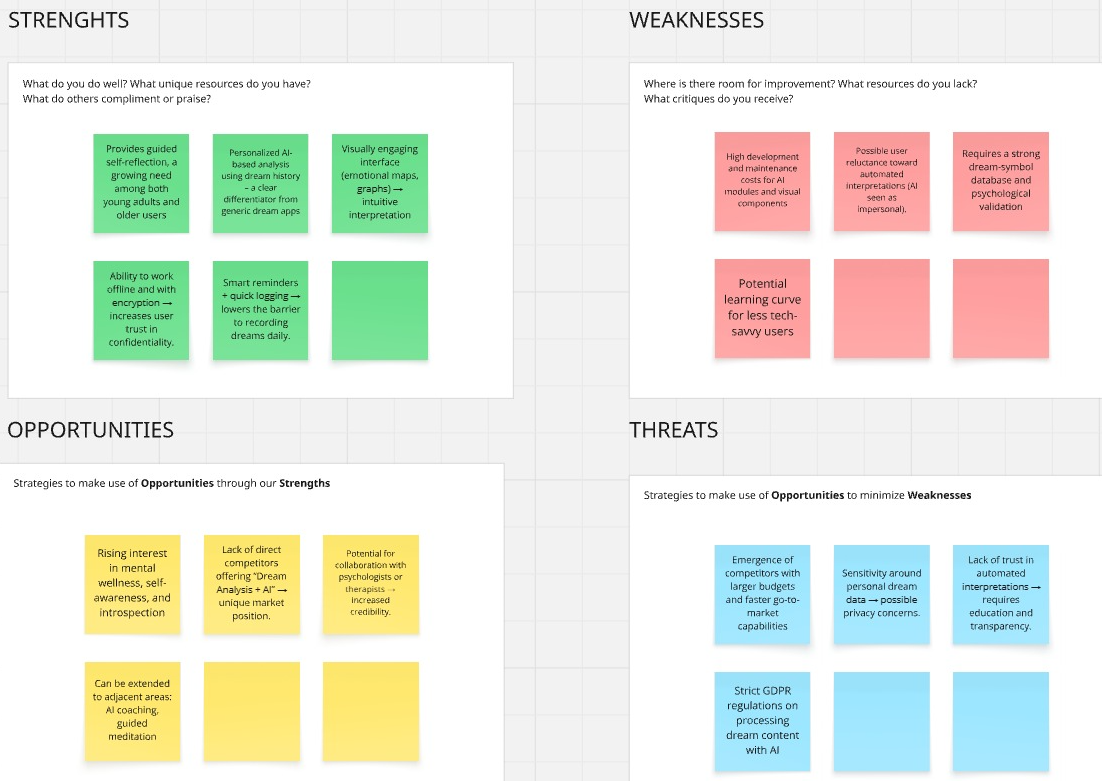 STRENGHTS
What do you do well? What unique resources do you have?
What do others compliment or praise?
Provides guided
self-reflection, a
growing need
among both
young adults and
older users
Personalized AI-
based analysis
using dream history
– a clear
differentiator from
generic dream apps
Visually engaging
interface
(emotional maps,
graphs) →
intuitive
interpretation
Ability to work
offline and with
encryption →
increases user
trust in
confidentiality.
Smart reminders
+ quick logging →
lowers the barrier
to recording
dreams daily.
WEAKNESSES
Where is there room for improvement? What resources do you lack?
What critiques do you receive?
High development
and maintenance
costs for AI
modules and visual
components
Possible user
reluctance toward
automated
interpretations (AI
seen as
impersonal).
Requires a strong
dream-symbol
database and
psychological
validation
Potential
learning curve
for less tech-
savvy users
OPPORTUNITIES
Strategies to make use of Opportunities through our Strengths
Rising interest
in mental
wellness, self-
awareness, and
introspection
Lack of direct
competitors
offering “Dream
Analysis + AI” →
unique market
position.
Potential for
collaboration with
psychologists or
therapists →
increased
credibility.
Can be extended
to adjacent areas:
AI coaching,
guided
meditation
THREATS
Strategies to make use of Opportunities to minimize Weaknesses
Emergence of
competitors with
larger budgets
and faster go-to-
market
capabilities
Sensitivity around
personal dream
data → possible
privacy concerns.
Lack of trust in
automated
interpretations →
requires
education and
transparency.
Strict GDPR
regulations on
processing
dream content
with AI